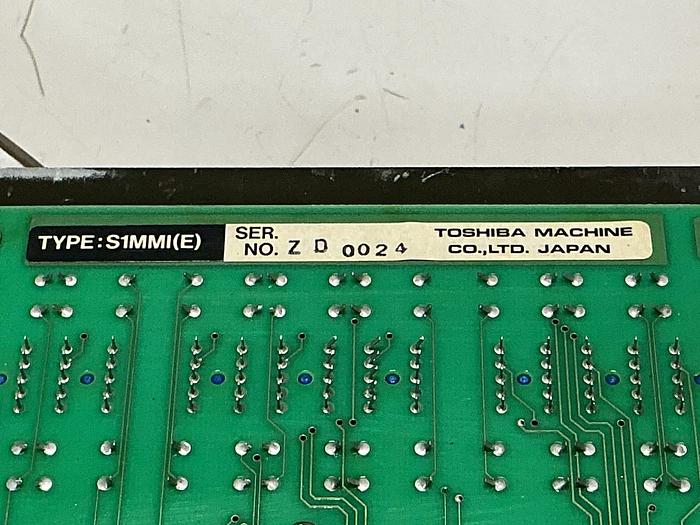 TYPE:S1MMI(E)
SER.
NO. Z D 0024
TOSHIBA MACHINE
CO.,LTD. JAPAN